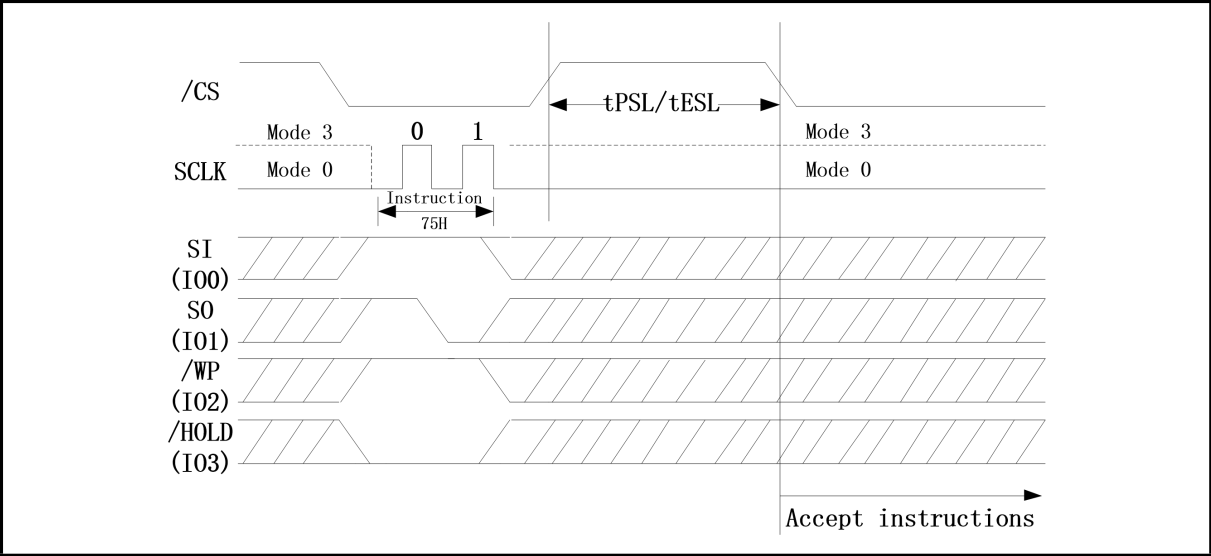 /CS
tPSL/tESL
Mode 3 0 1 Mode 3
SCLK Mode 0 Mode 0
Instruction
75H
SI
(IO0)
SO
(IO1)
/WP
(IO2)
/HOLD
(IO3)
Accept instructions